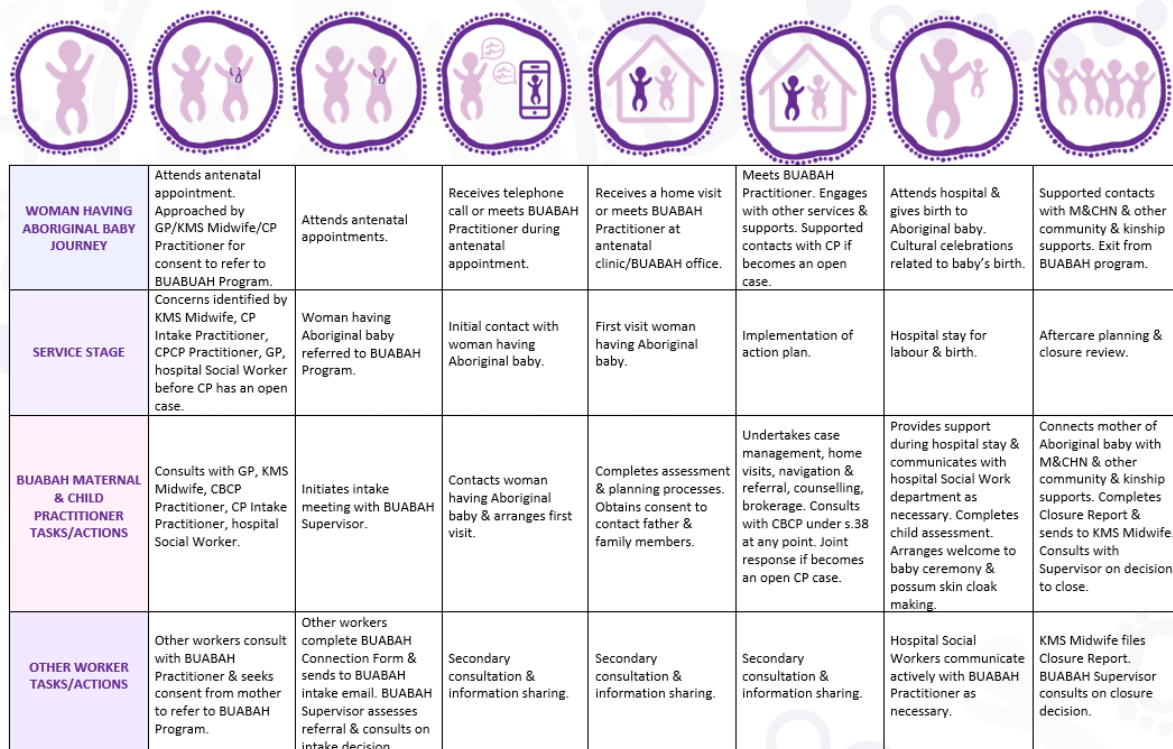 WOMAN HAVING
ABORIGINAL BABY
JOURNEY
Attends antenatal
appointment.
Approached by
GP/KMS Midwife/CP
Practitioner for
consent to refer to
BUABUAH Program.
Attends antenatal
appointments.
Receives telephone
call or meets BUABAH
Practitioner during
antenatal
appointment.
Receives a home visit
or meets BUABAH
Practitioner at
antenatal
clinic/BUABAH office.
Meets BUABAH
Practitioner. Engages
with other services &
supports. Supported
contacts with CP if
becomes an open
case.
Attends hospital &
gives birth to
Aboriginal baby.
Cultural celebrations
related to baby's birth.
Supported contacts
with M&CHN & other
community & kinship
supports. Exit from
BUABAH program.
SERVICE STAGE
Concerns identified by
KMS Midwife, CP
Intake Practitioner,
CPCP Practitioner, GP,
hospital Social Worker
before CP has an open
case.
Woman having
Aboriginal baby
referred to BUABAH
Program.
Initial contact with
woman having
Aboriginal baby.
First visit woman
having Aboriginal
baby.
Implementation of
action plan.
Hospital stay for
labour & birth.
Aftercare planning &
closure review.
BUABAH MATERNAL
& CHILD
PRACTITIONER
TASKS/ACTIONS
Consults with GP, KMS
Midwife, CBCP
Practitioner, CP Intake
Practitioner, hospital
Social Worker.
Initiates intake
meeting with BUABAH
Supervisor.
Contacts woman
having Aboriginal
baby & arranges first
visit.
Completes assessment
& planning processes.
Obtains consent to
contact father &
family members.
Undertakes case
management, home
visits, navigation &
referral, counselling,
brokerage. Consults
with CBCP under s.38
at any point. Joint
response if becomes
an open CP case.
Provides support
during hospital stay &
communicates with
hospital Social Work
department as
necessary. Completes
child assessment.
Arranges welcome to
baby ceremony &
possum skin cloak
making.
Connects mother of
Aboriginal baby with
M&CHN & other
community & kinship
supports. Completes
Closure Report &
sends to KMS Midwife.
Consults with
Supervisor on decision
to close.
OTHER WORKER
TASKS/ACTIONS
Other workers consult
with BUABAH
Practitioner & seeks
consent from mother
to refer to BUABAH
Program.
Other workers
complete BUABAH
Connection Form &
sends to BUABAH
intake email. BUABAH
Supervisor assesses
referral & consults on
intake decision
Secondary
consultation &
information sharing.
Secondary
consultation &
information sharing.
Secondary
consultation &
information sharing.
Hospital Social
Workers communicate
actively with BUABAH
Practitioner as
necessary.
KMS Midwife files
Closure Report.
BUABAH Supervisor
consults on closure
decision.